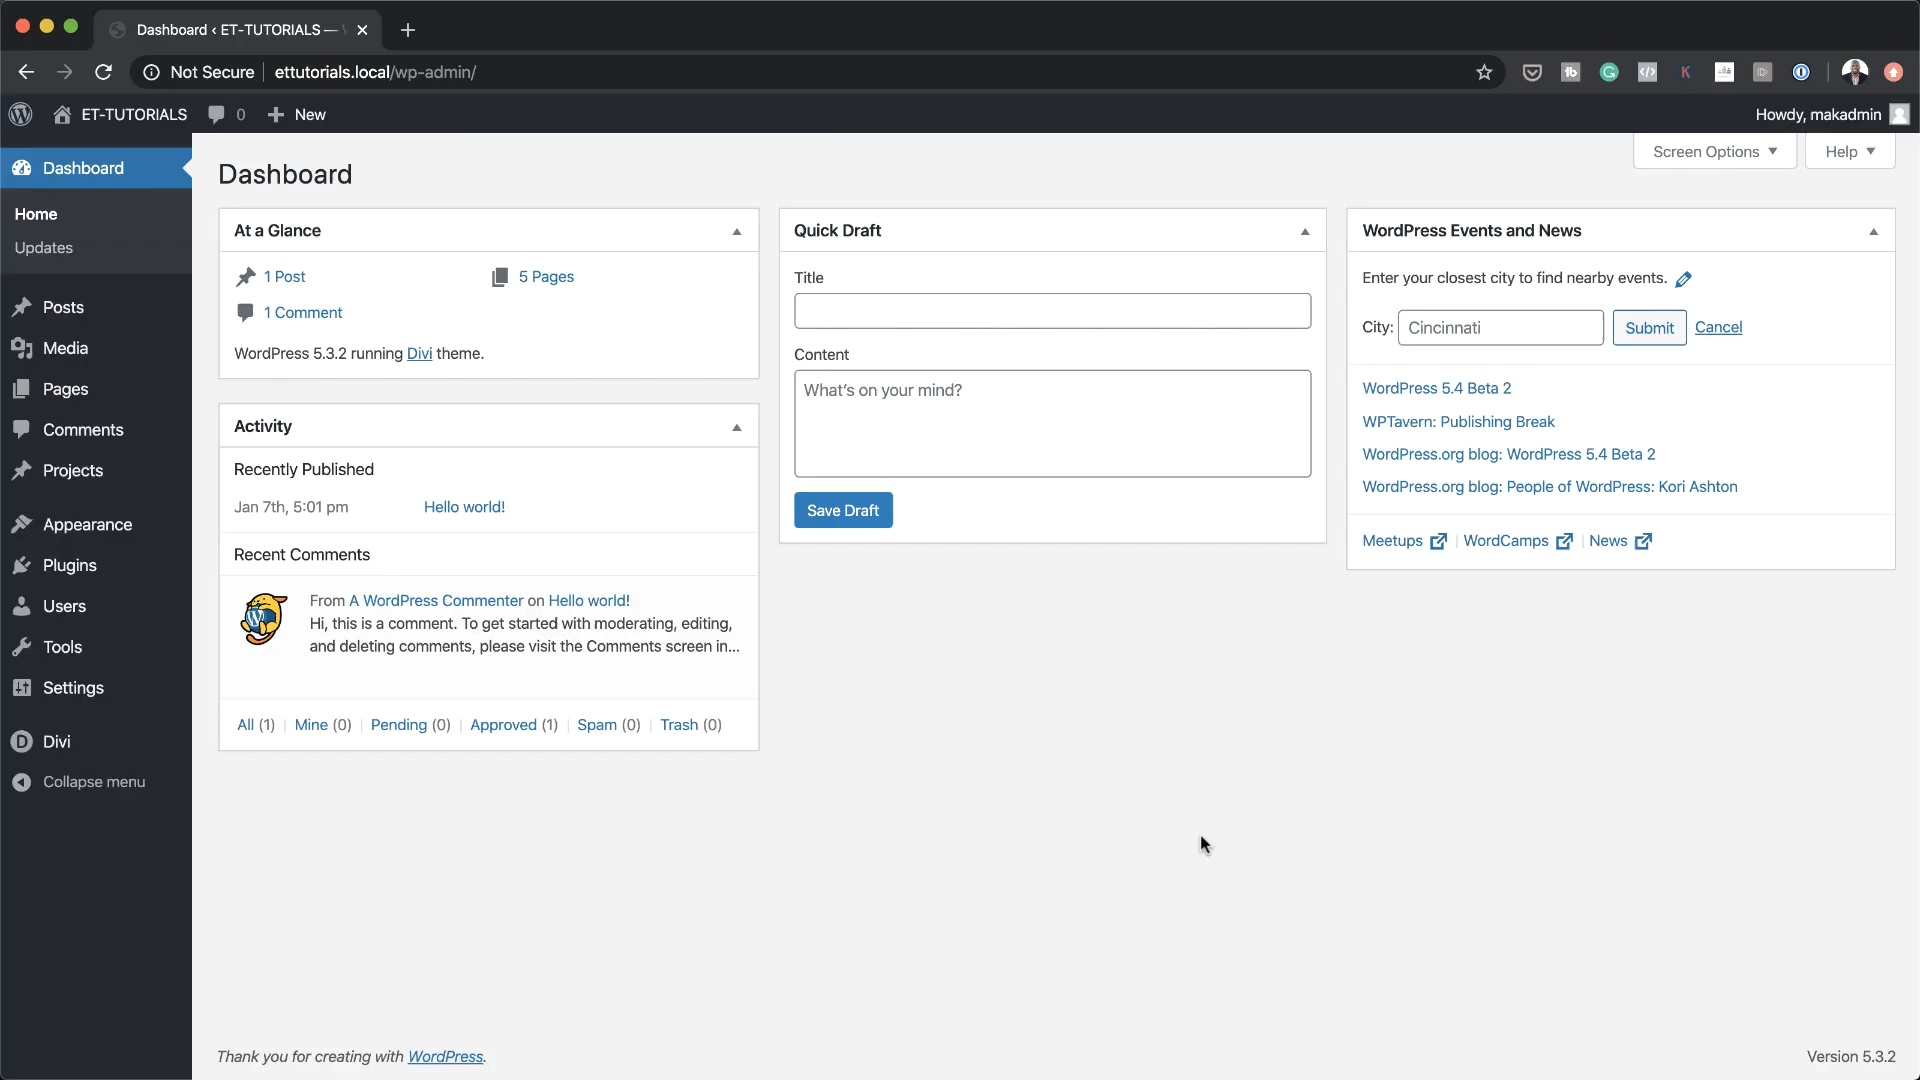 Dashboard ‹ ET-TUTORIALS —
Not Secure
ettutorials.local/wp-admin/
ET-TUTORIALS
0
New
Howdy, makadmin
Dashboard
Home
Updates
Posts
Media
Pages
Comments
Projects
Appearance
Plugins
Users
Tools
Settings
Divi
Collapse menu
Dashboard
Screen Options
Help
At a Glance
1 Post
5 Pages
1 Comment
WordPress 5.3.2 running Divi theme.
Activity
Recently Published
Jan 7th, 5:01 pm
Hello world!
Recent Comments
From A WordPress Commenter on Hello world!
Hi, this is a comment. To get started with moderating, editing,
and deleting comments, please visit the Comments screen in...
All (1) | Mine (0) | Pending (0) | Approved (1) | Spam (0) | Trash (0)
Quick Draft
Title
Content
What's on your mind?
Save Draft
WordPress Events and News
Enter your closest city to find nearby events.
City: Cincinnati Submit Cancel
WordPress 5.4 Beta 2
WPTavern: Publishing Break
WordPress.org blog: WordPress 5.4 Beta 2
WordPress.org blog: People of WordPress: Kori Ashton
Meetups | WordCamps | News
Thank you for creating with WordPress.
Version 5.3.2